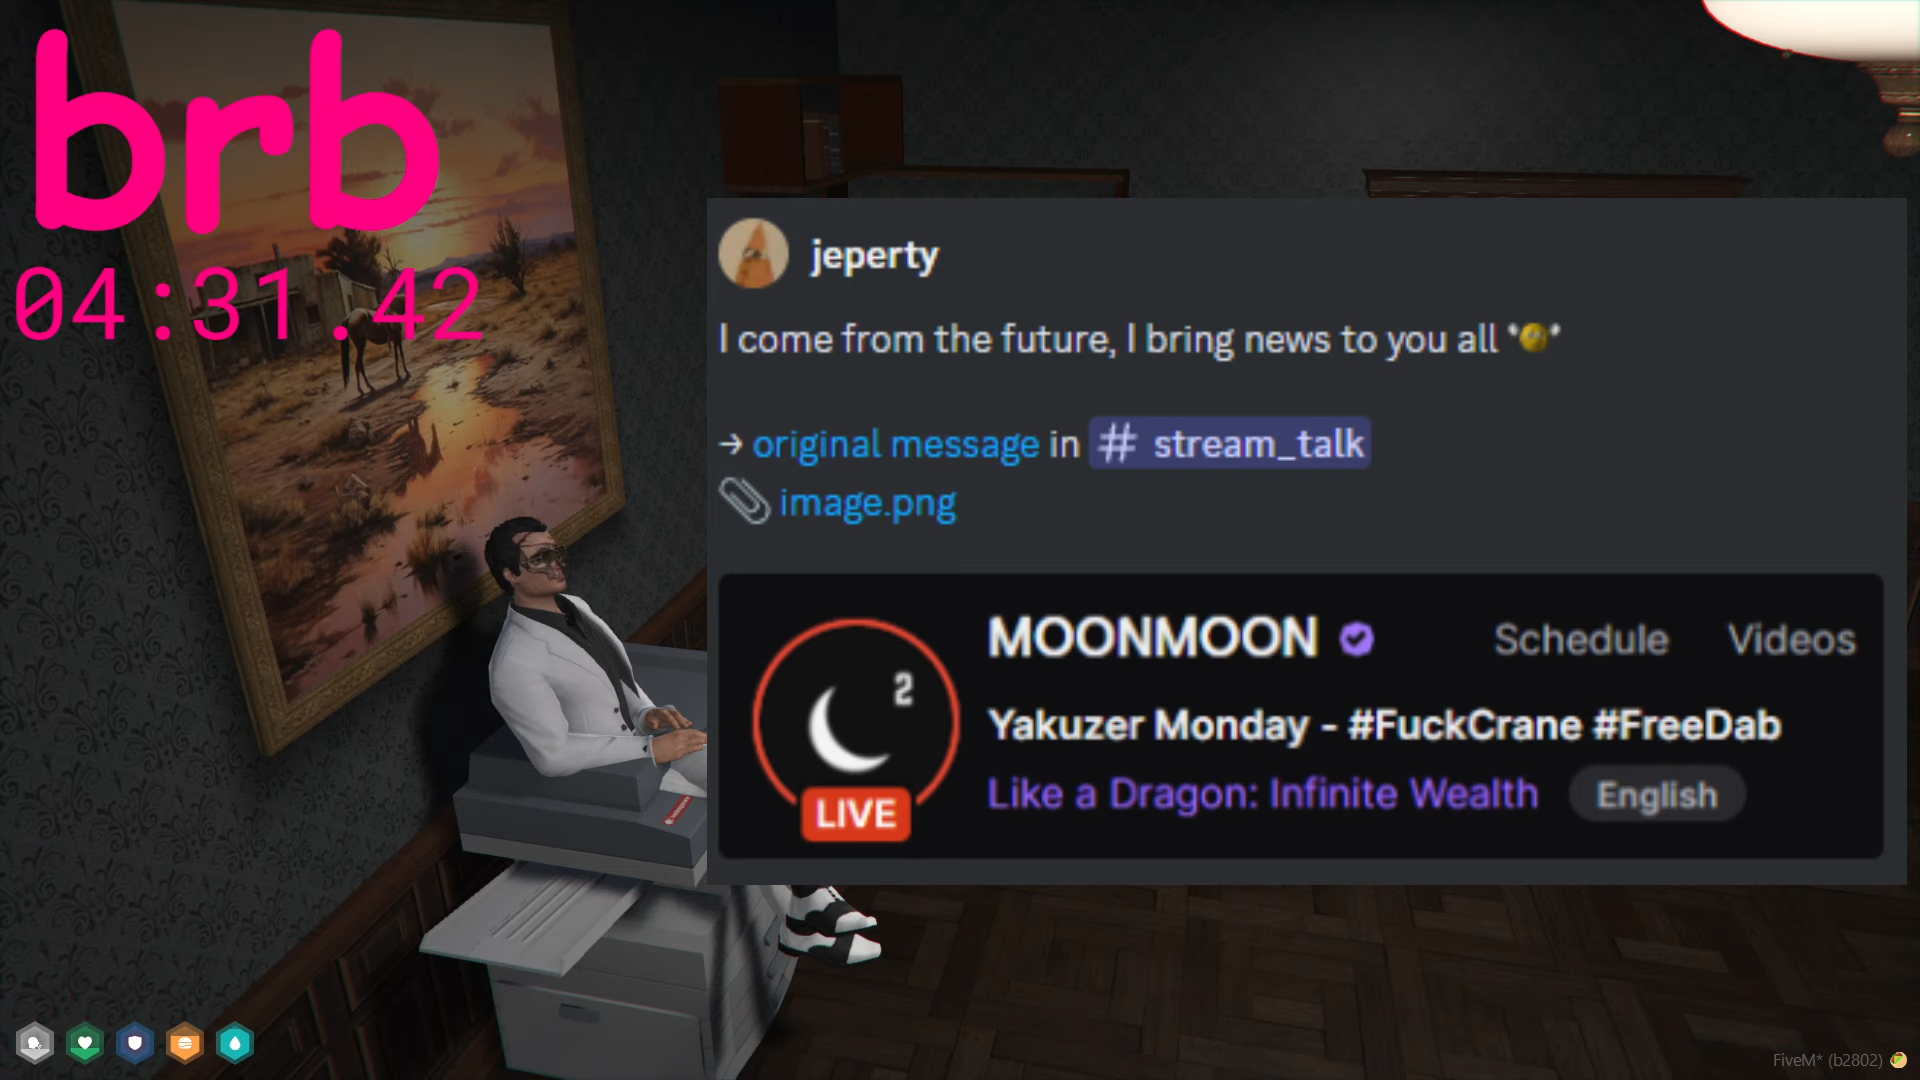 brb
04:31.42
jeperty
I come from the future, I bring news to you all
→ original message in # stream_talk
image.png
MOONMOON
Schedule
Videos
2
Yakuzer Monday - #FuckCrane #FreeDab
Like a Dragon: Infinite Wealth
English
LIVE
FiveM* (b2802)